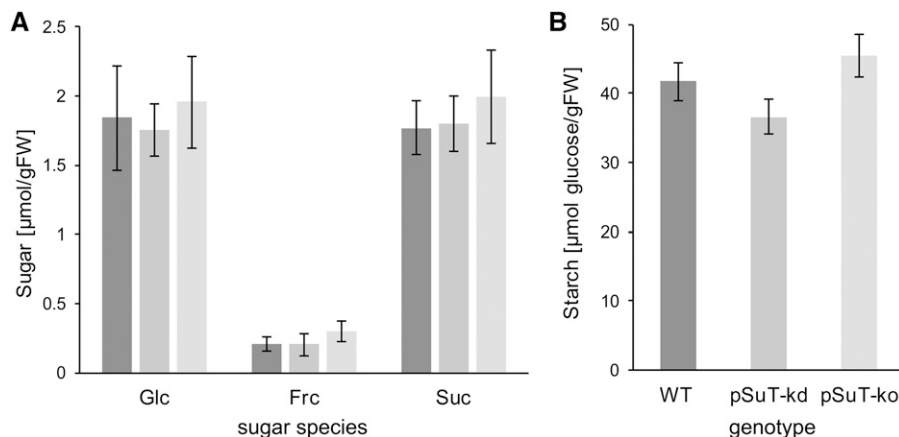 A
Sugar [µmol/gFW]
2.5
2
1.5
1
0.5
0
Glc Frc Suc
sugar species
B
Starch [µmol glucose/gFW]
50
40
30
20
10
0
WT pSuT-kd pSuT-ko
genotype